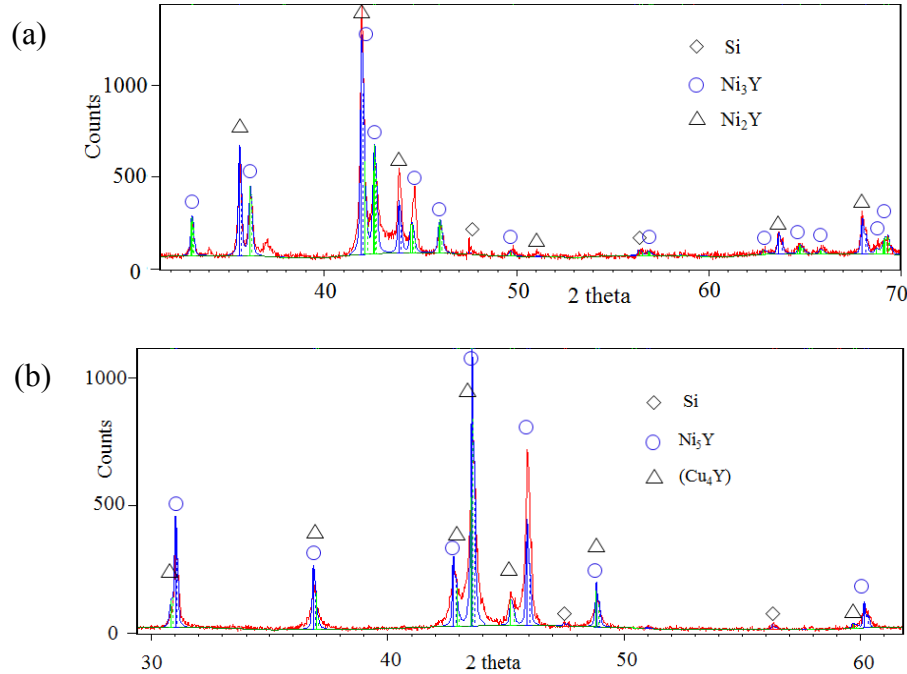 (a)
Counts
1000
500
0
40
50
60
70
2 theta
Si
Ni₃Y
Ni₂Y
(b)
Counts
1000
500
0
30
40
50
60
2 theta
Si
Ni₅Y
(Cu₄Y)